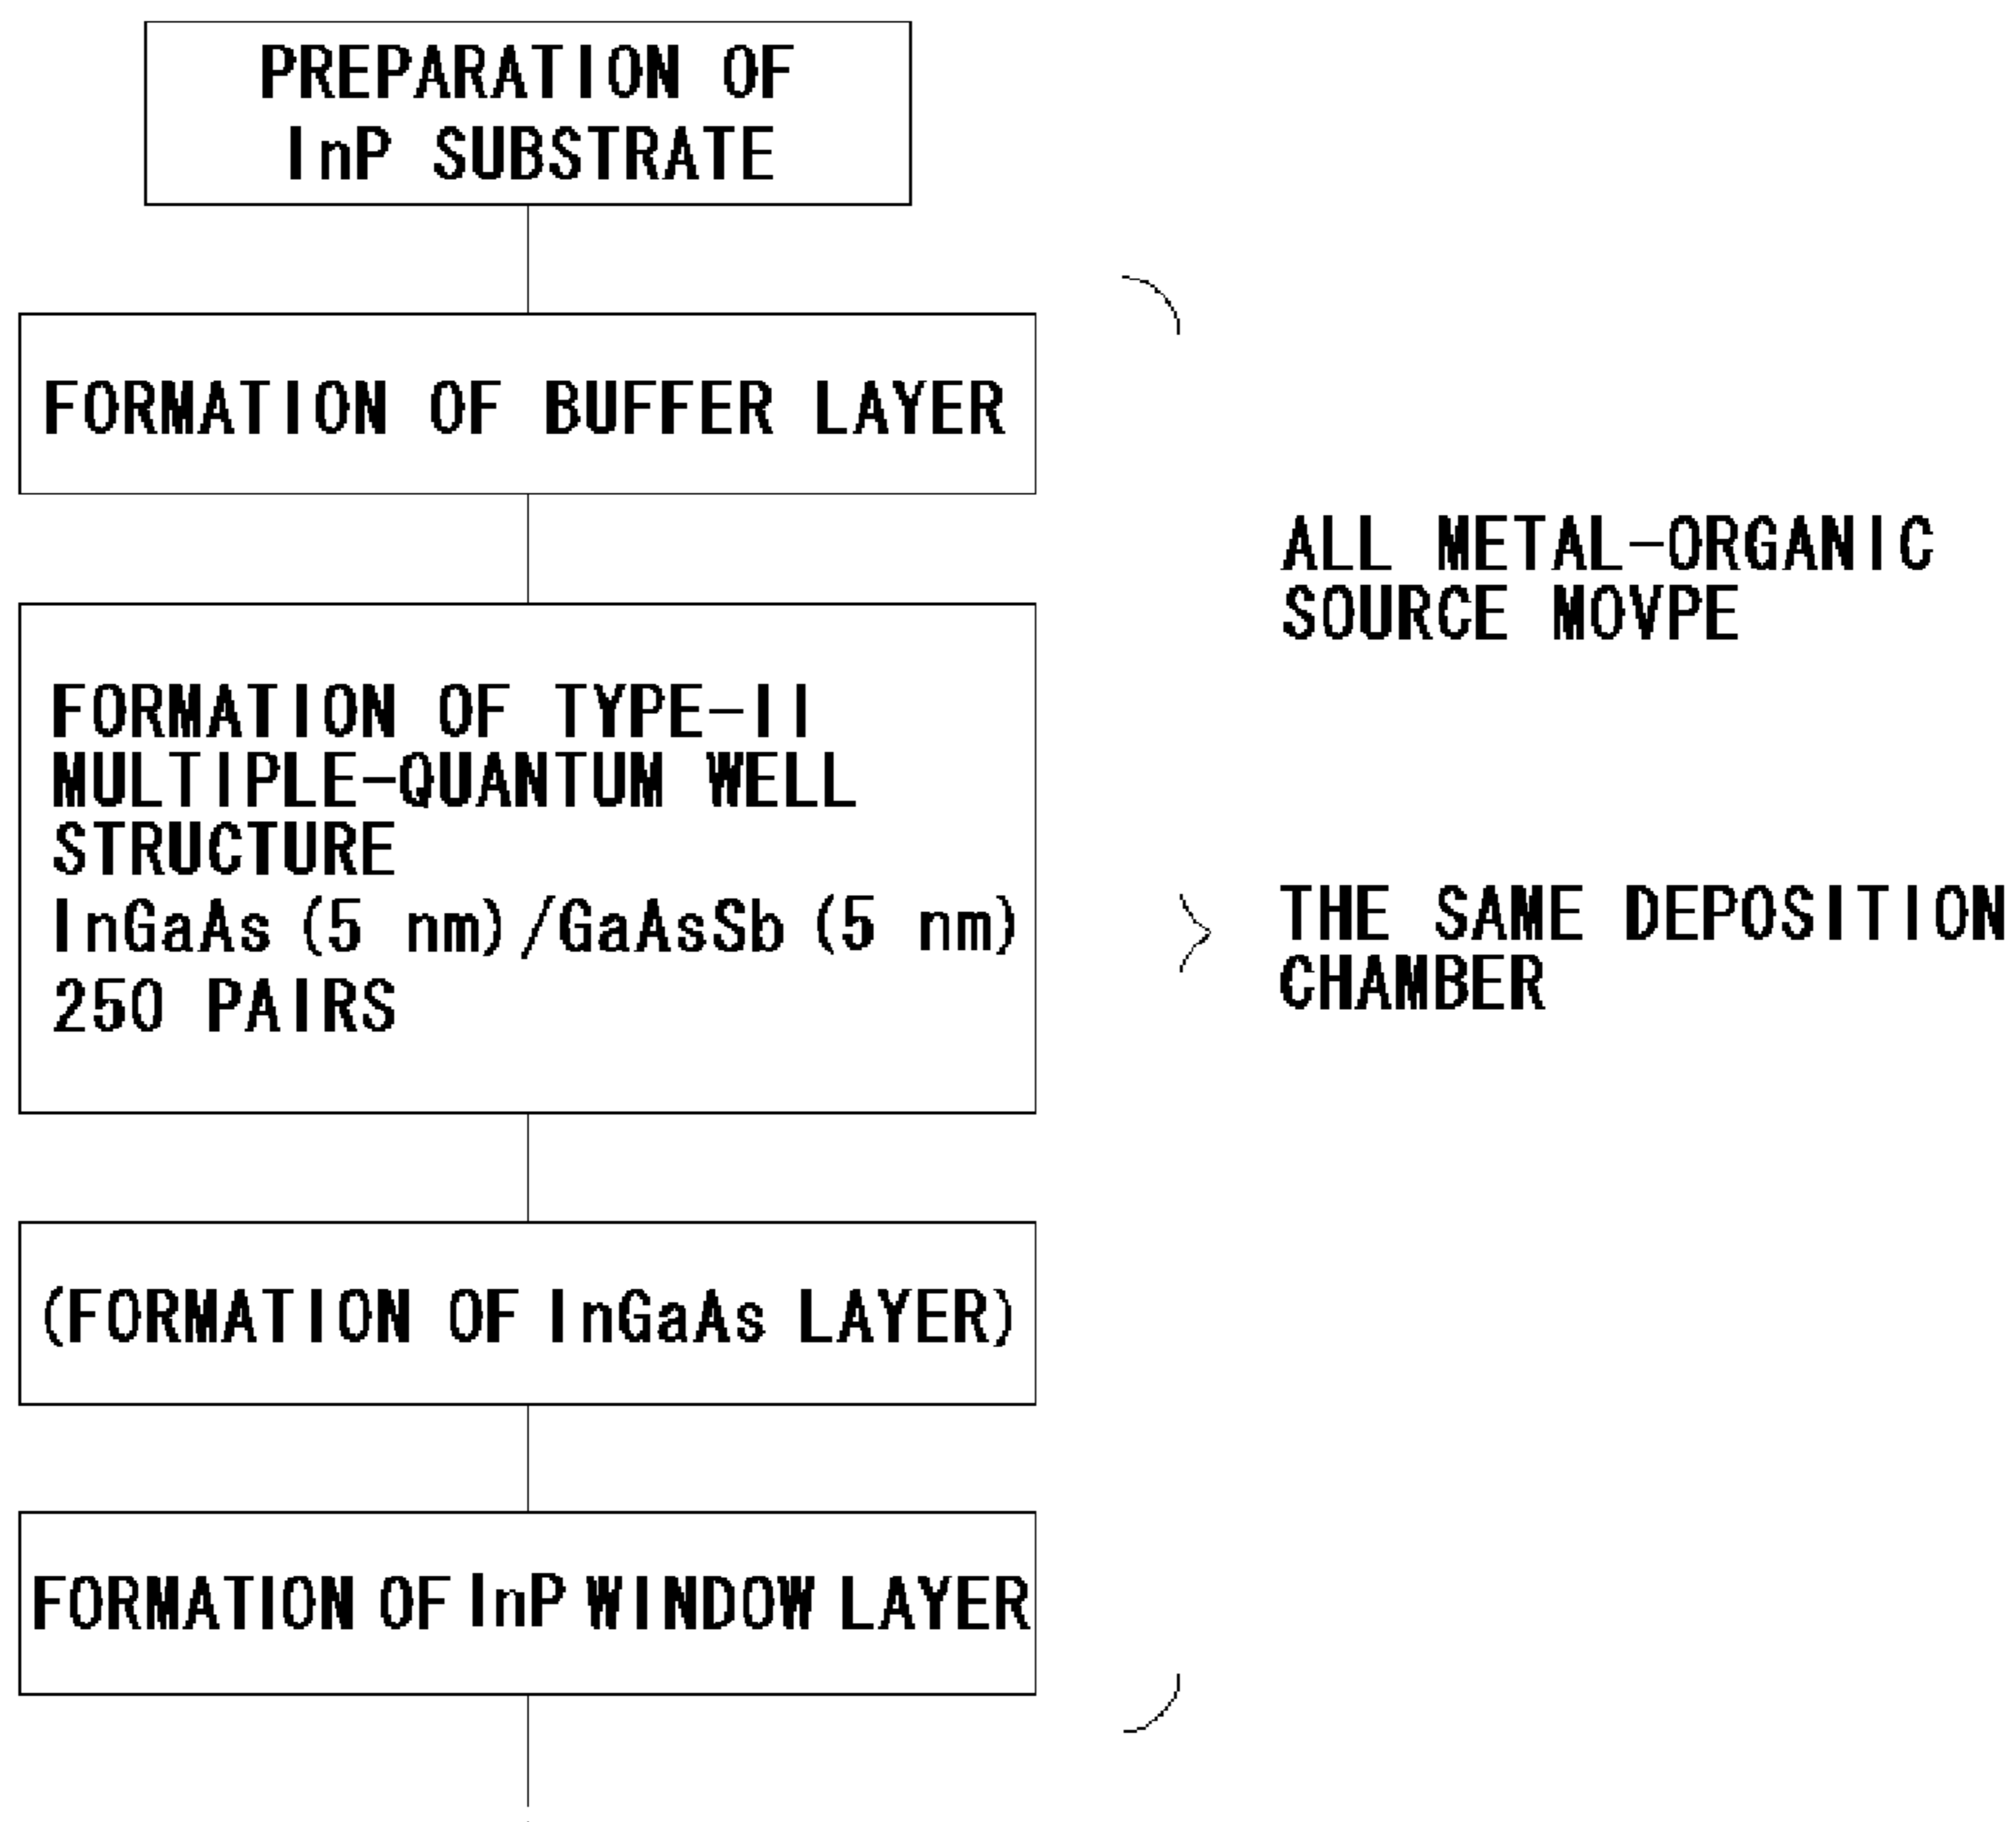 PREPARATION OF
InP SUBSTRATE
FORMATION OF BUFFER LAYER
FORMATION OF TYPE-II
MULTIPLE-QUANTUM WELL
STRUCTURE
InGaAs (5 nm)/GaAsSb (5 nm)
250 PAIRS
(FORMATION OF InGaAs LAYER)
FORMATION OF InP WINDOW LAYER
ALL METAL-ORGANIC
SOURCE MOVPE
THE SAME DEPOSITION
CHAMBER